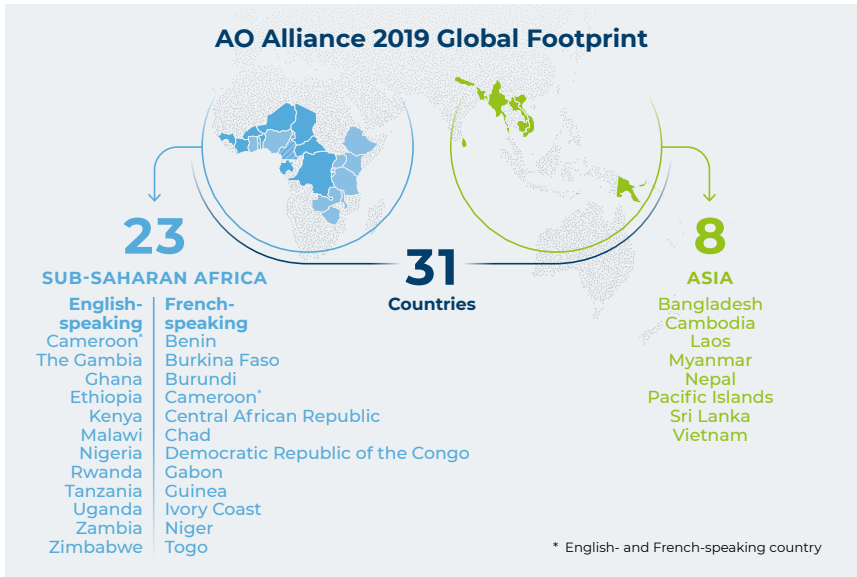 AO Alliance 2019 Global Footprint
23
SUB-SAHARAN AFRICA
English-
speaking
Cameroon*
The Gambia
Ghana
Ethiopia
Kenya
Malawi
Nigeria
Rwanda
Tanzania
Uganda
Zambia
Zimbabwe
French-
speaking
Benin
Burkina Faso
Burundi
Cameroon*
Central African Republic
Chad
Democratic Republic of the Congo
Gabon
Guinea
Ivory Coast
Niger
Togo
31
Countries
8
ASIA
Bangladesh
Cambodia
Laos
Myanmar
Nepal
Pacific Islands
Sri Lanka
Vietnam
* English- and French-speaking country